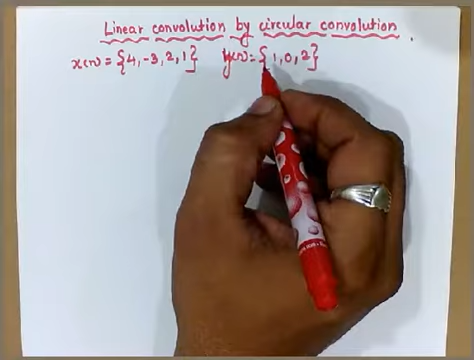 Linear convolution by circular convolution.
x(n) = {4, -3, 2, 1} h(n) = {1, 0, 2}